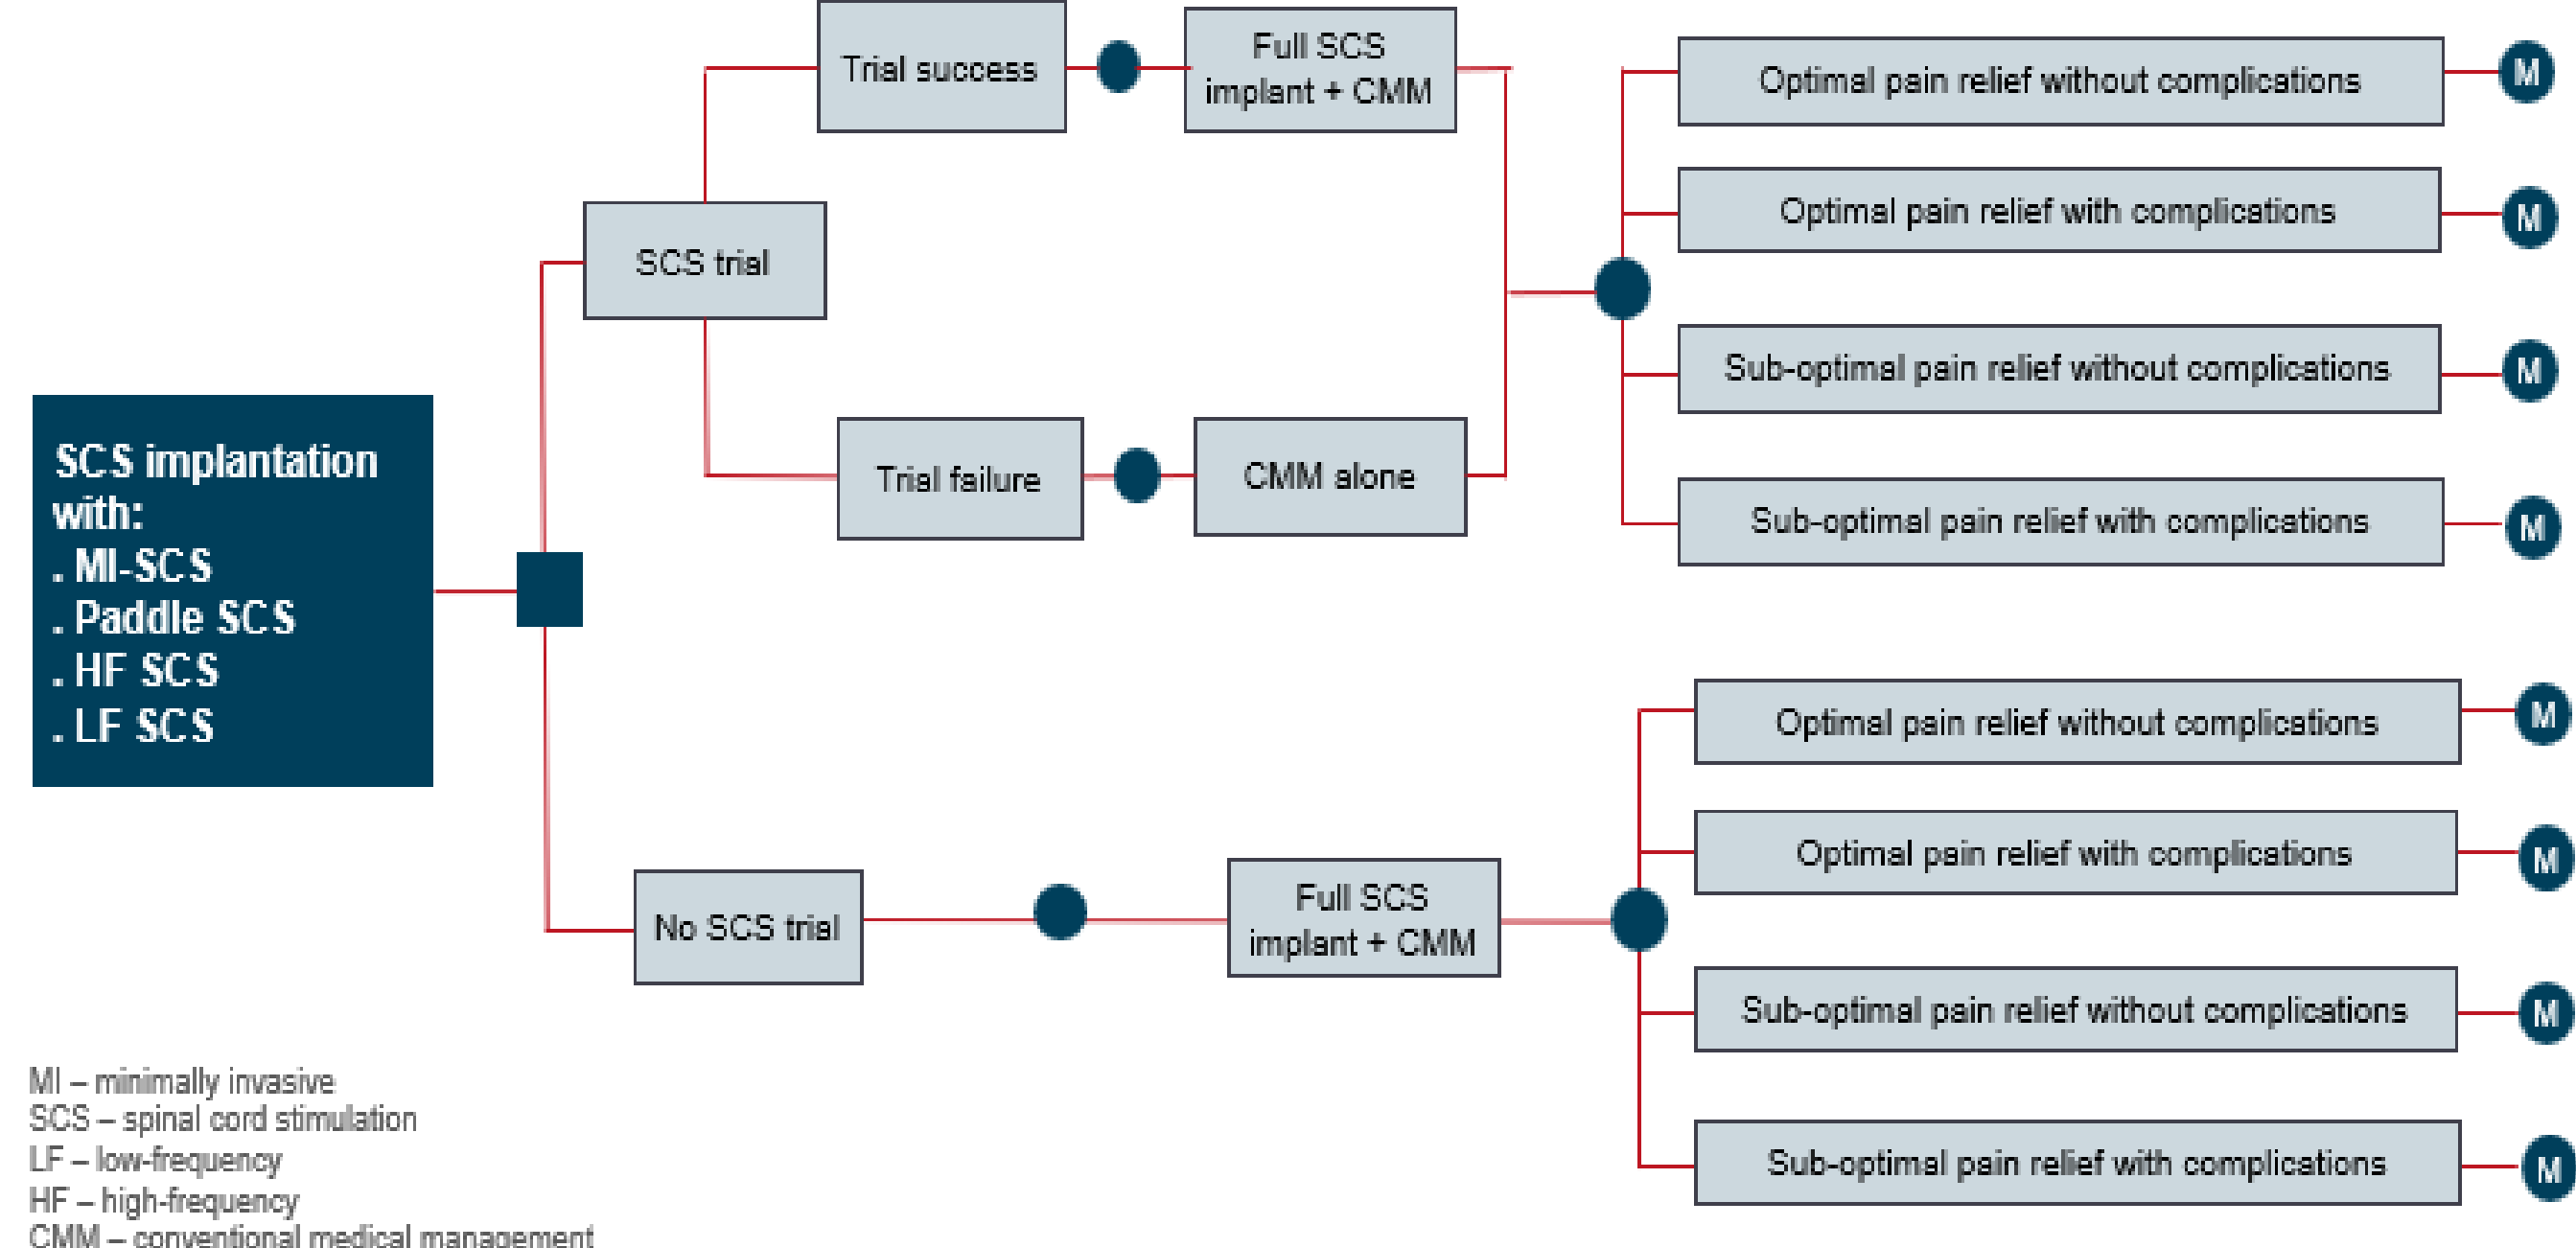 Trial success
Full SCS
implant + CMM
Optimal pain relief without complications
M
Optimal pain relief with complications
M
SCS trial
Sub-optimal pain relief without complications
M
Trial failure
CMM alone
Sub-optimal pain relief with complications
M
SCS implantation
with:
. MI-SCS
. Paddle SCS
. HF SCS
. LF SCS
Optimal pain relief without complications
M
Optimal pain relief with complications
M
No SCS trial
Full SCS
implant + CMM
Sub-optimal pain relief without complications
M
Sub-optimal pain relief with complications
M
MI – minimally invasive
SCS – spinal cord stimulation
LF – low-frequency
HF – high-frequency
CMM – conventional medical management